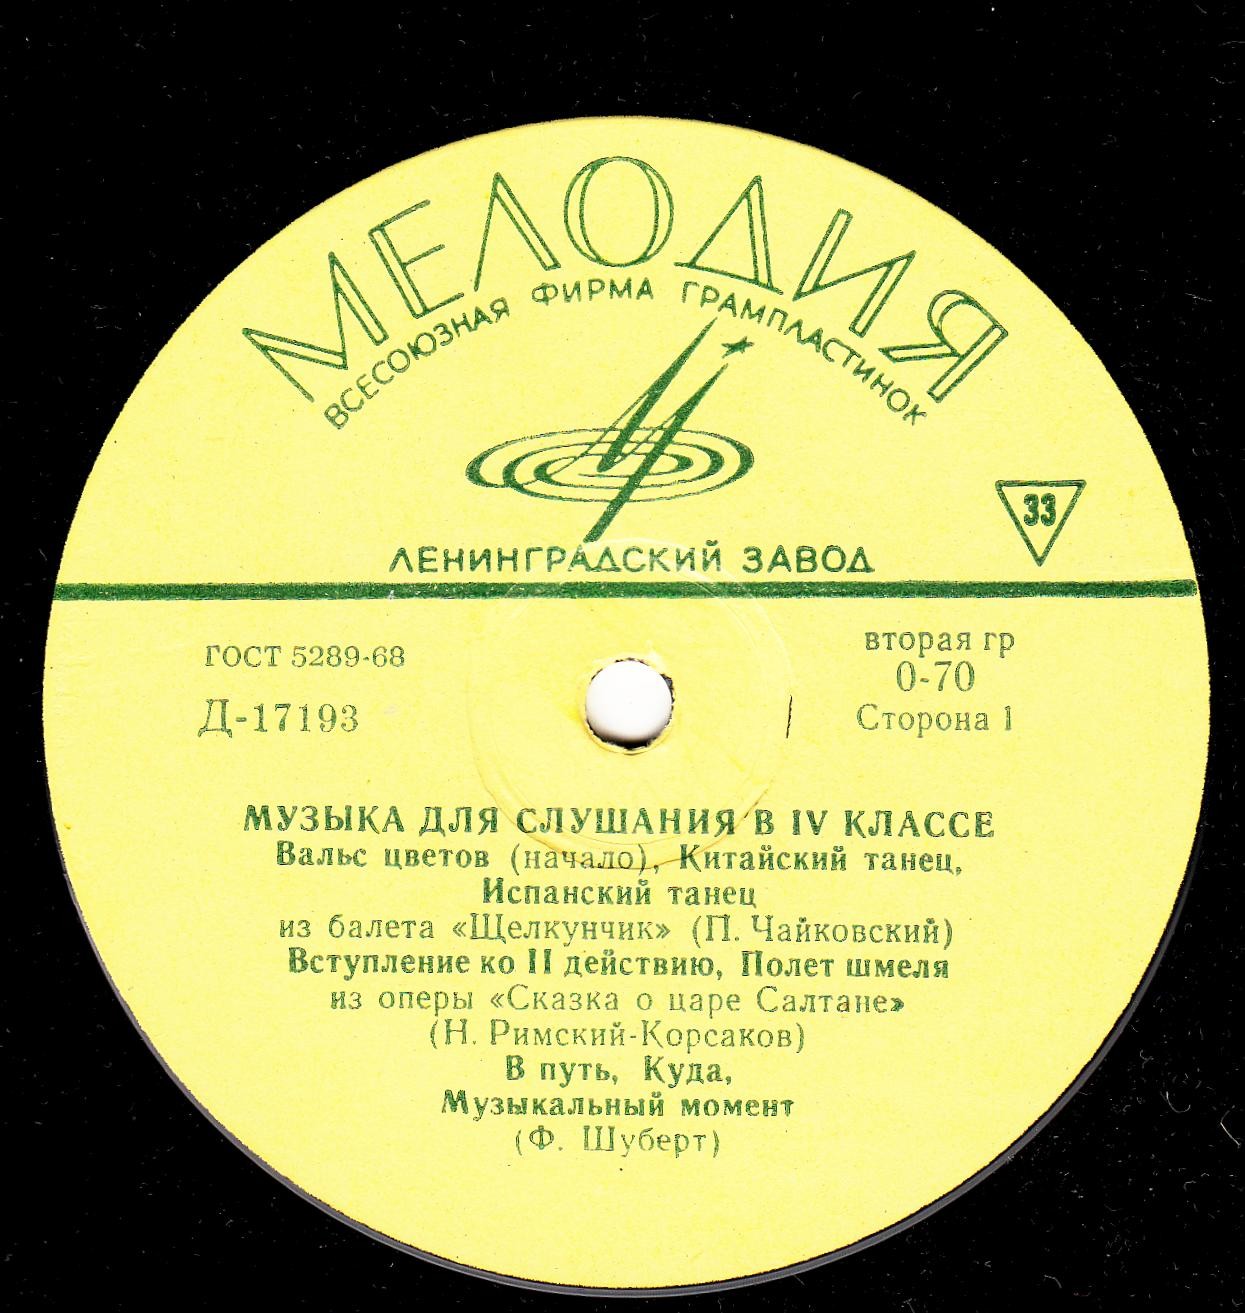 МЕЛОДИЯ
ВСЕСОЮЗНАЯ ФИРМА ГРАМПЛАСТИНОК
33
ЛЕНИНГРАДСКИЙ ЗАВОД
ГОСТ 5289-68
вторая гр
0-70
Д-17193
Сторона 1
МУЗЫКА ДЛЯ СЛУШАНИЯ В IV КЛАССЕ
Вальс цветов (начало), Китайский танец,
Испанский танец
из балета «Щелкунчик» (П. Чайковский)
Вступление ко II действию, Полет шмеля
из оперы «Сказка о царе Салтане»
(Н. Римский-Корсаков)
В путь, Куда,
Музыкальный момент
(Ф. Шуберт)